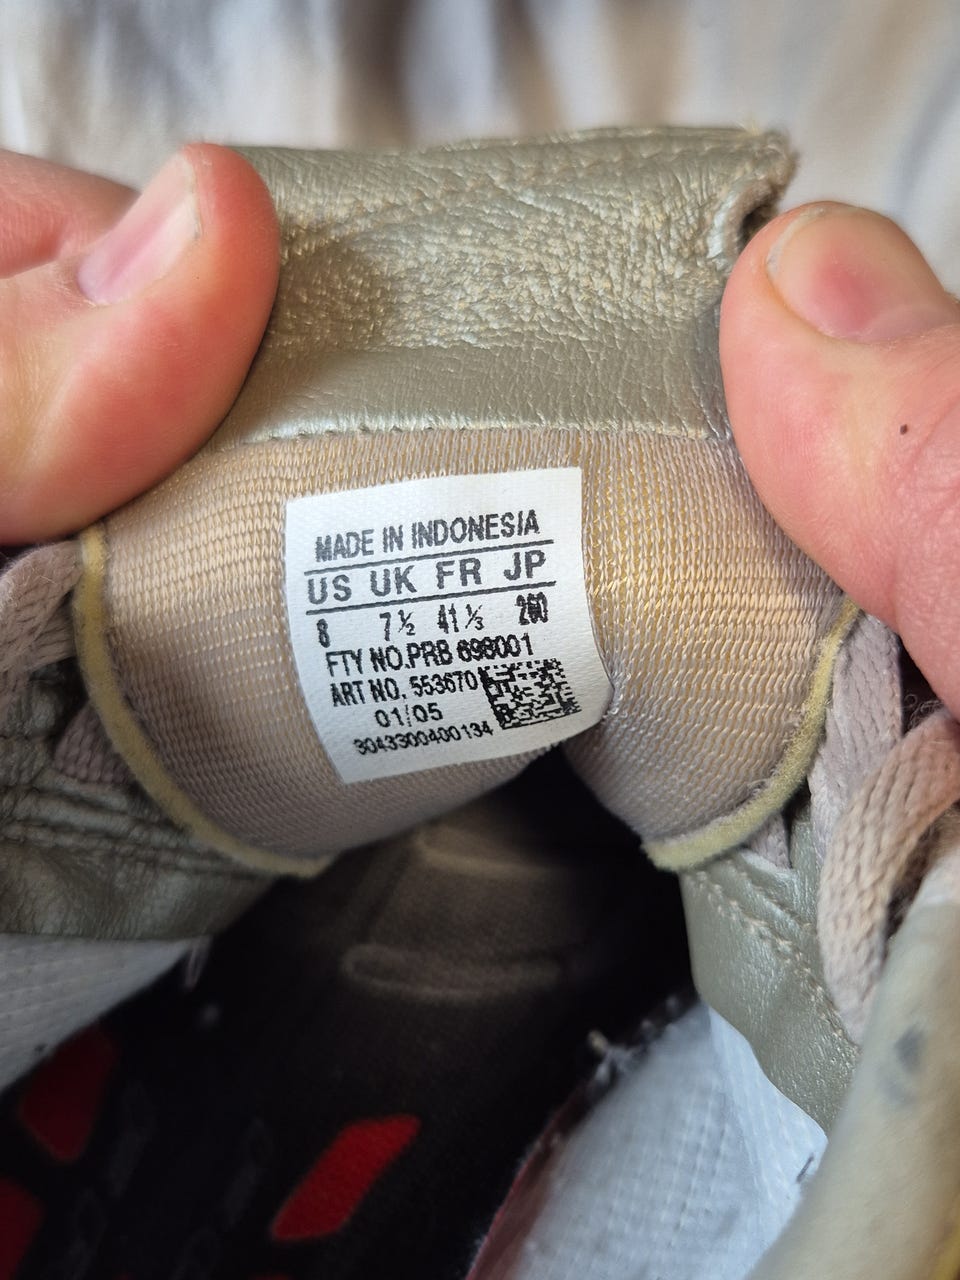 MADE IN INDONESIA
US UK FR JP
8 7½ 41⅓ 260
FTY NO.PRB 698001
ART NO. 553670
01/05
3043300400134